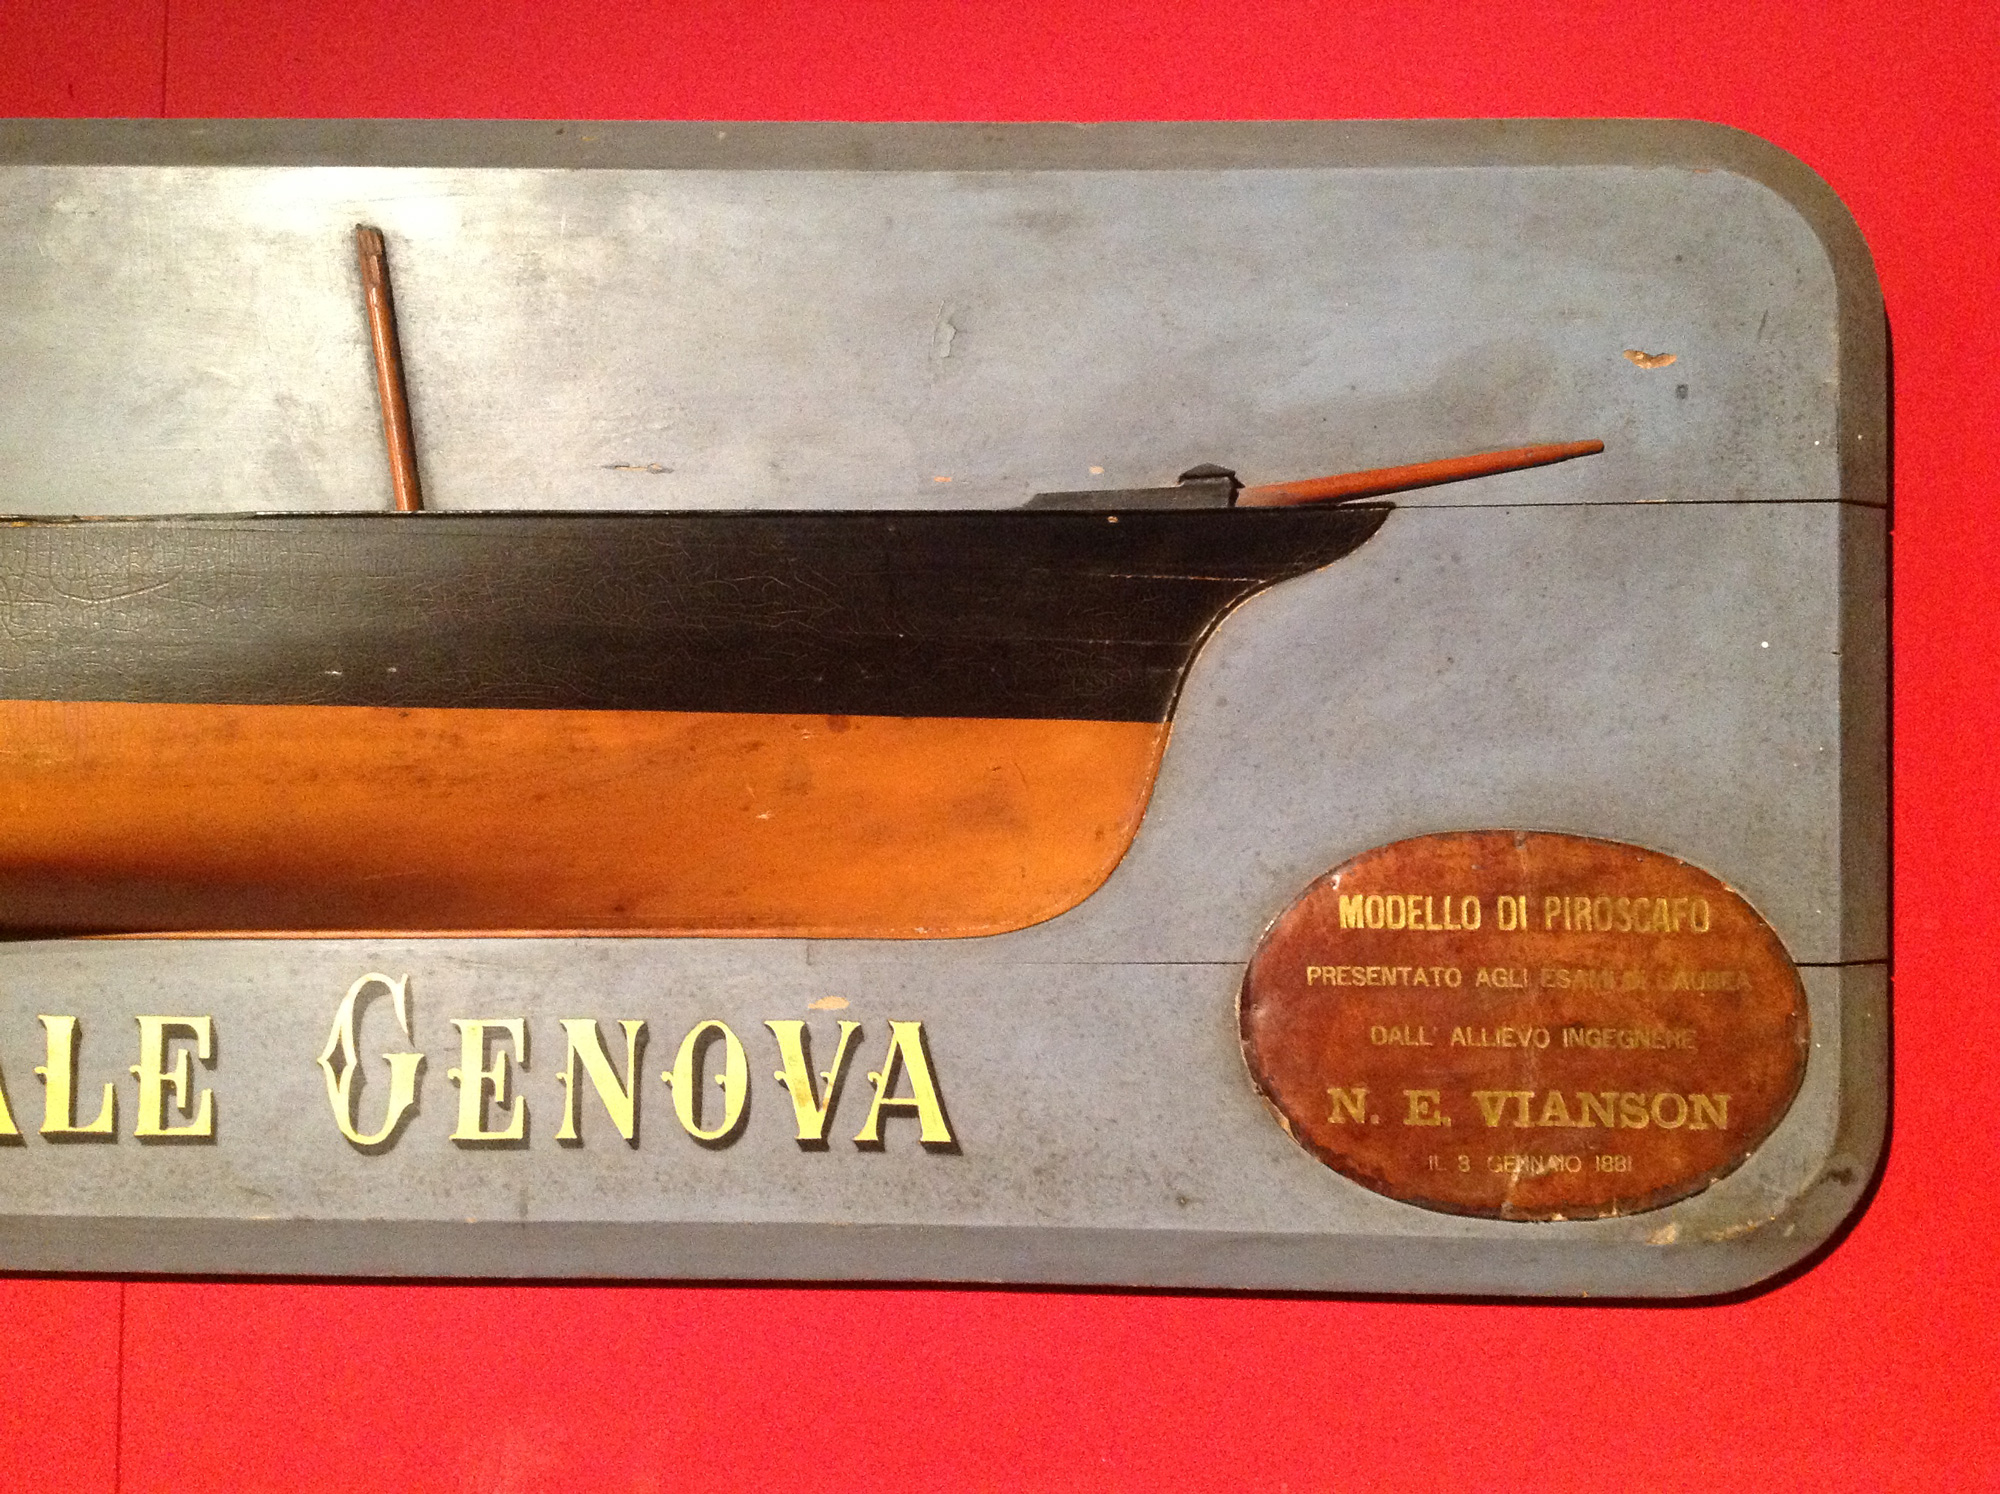 ALE GENOVA
MODELLO DI PIROSCAFO
PRESENTATO AGLI ESAMI DI LAUREA
DALL' ALLIEVO INGEGNERE
N. E. VIANSON
IL 3 GENNAIO 1881